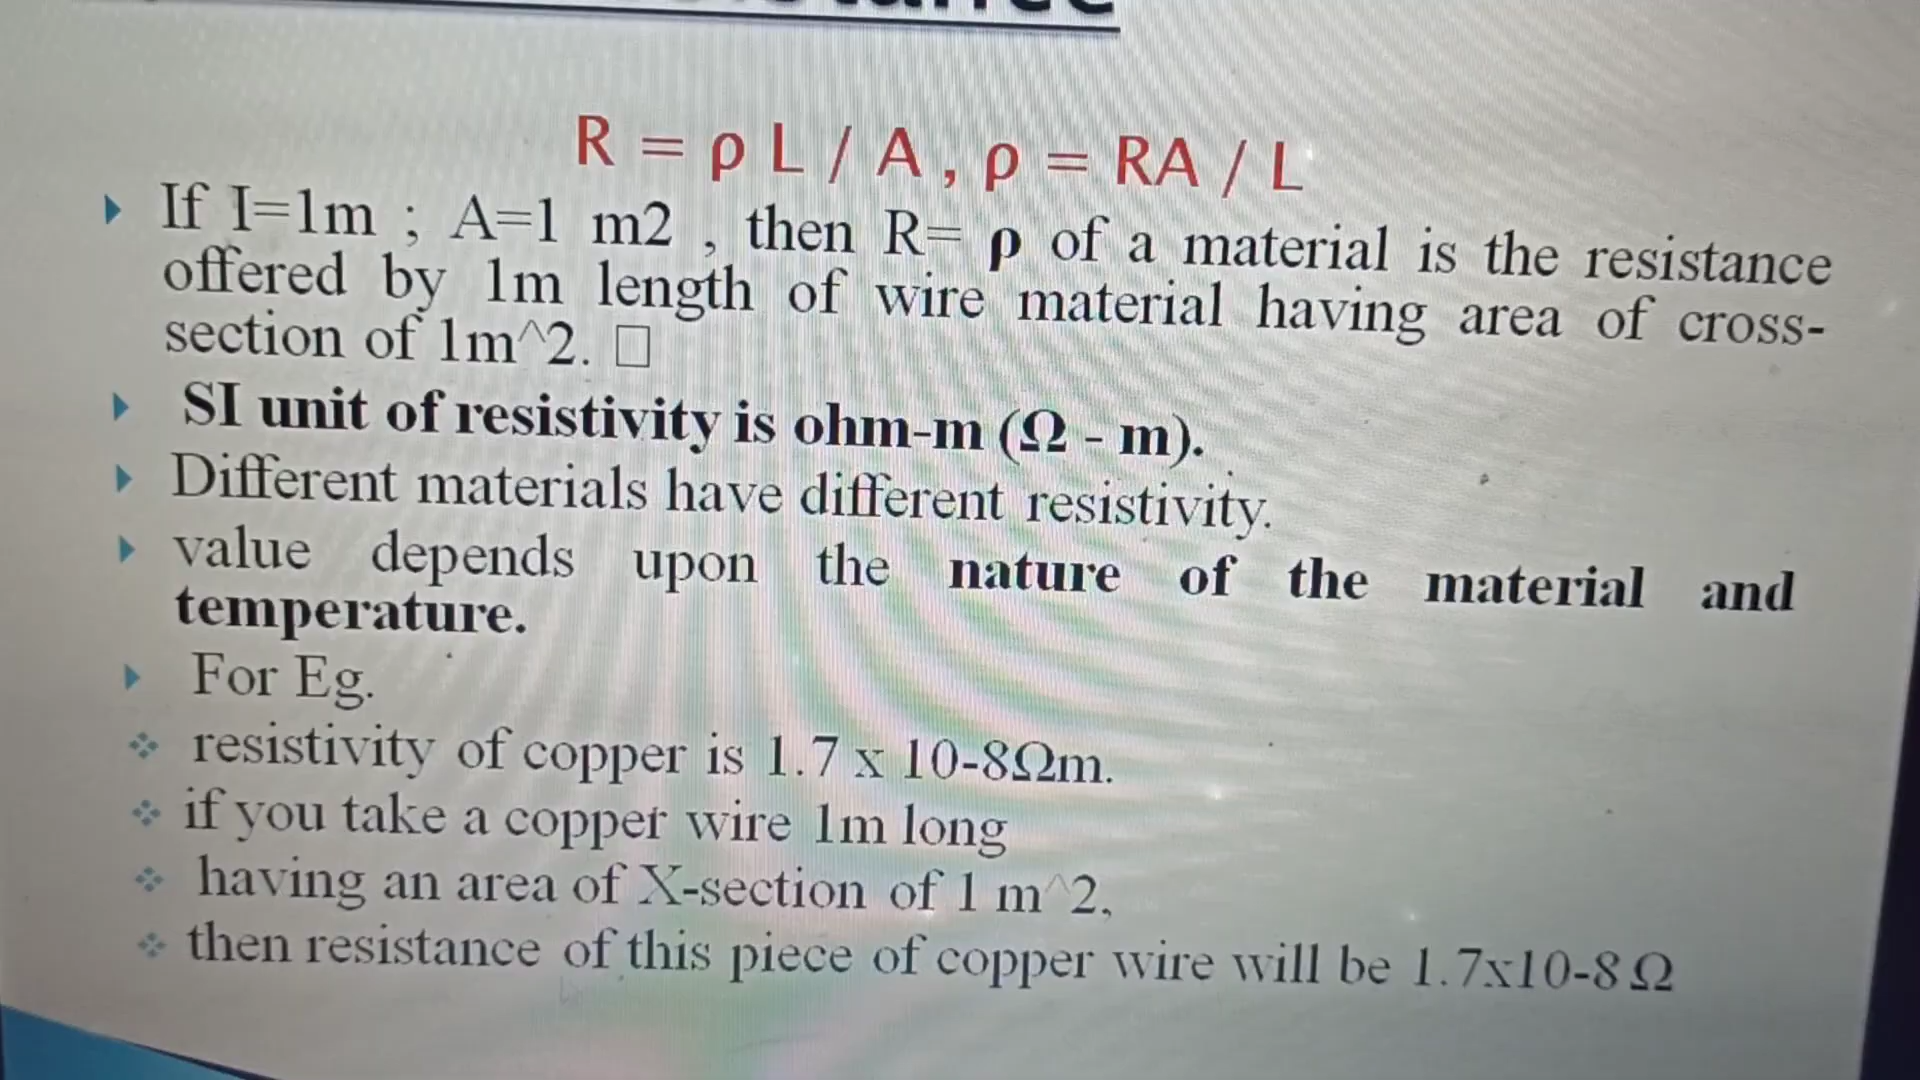 R = ρ L / A , ρ = RA / L
If I=1m ; A=1 m2 , then R= ρ of a material is the resistance
offered by 1m length of wire material having area of cross-
section of 1m^2. □
SI unit of resistivity is ohm-m (Ω - m).
Different materials have different resistivity.
value depends upon the nature of the material and
temperature.
For Eg.
resistivity of copper is 1.7 x 10-8Ωm.
if you take a copper wire 1m long
having an area of X-section of 1 m^2,
then resistance of this piece of copper wire will be 1.7x10-8Ω